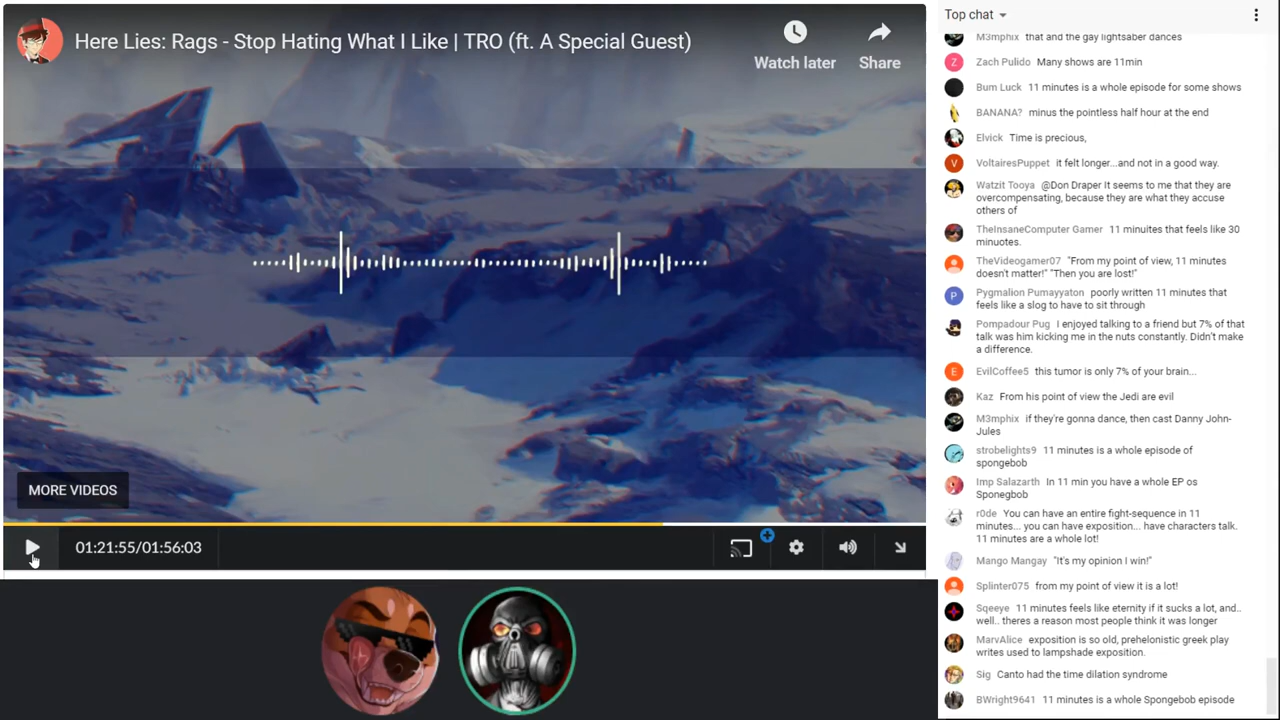 Here Lies: Rags - Stop Hating What I Like | TRO (ft. A Special Guest)
Watch later
Share
MORE VIDEOS
01:21:55/01:56:03
Top chat
M3mphix that and the gay lightsaber dances
Z
Zach Pulido Many shows are 11min
Bum Luck 11 minutes is a whole episode for some shows
BANANA? minus the pointless half hour at the end
Elvick Time is precious,
V
VoltairesPuppet it felt longer...and not in a good way.
Watzit Tooya @Don Draper It seems to me that they are
overcompensating, because they are what they accuse
others of
TheInsaneComputer Gamer 11 minuites that feels like 30
minuotes.
TheVideogamer07 "From my point of view, 11 minutes
doesn't matter!" "Then you are lost!"
P
Pygmalion Pumayyaton poorly written 11 minutes that
feels like a slog to have to sit through
Pompadour Pug I enjoyed talking to a friend but 7% of that
talk was him kicking me in the nuts constantly. Didn't make
a difference.
E
EvilCoffee5 this tumor is only 7% of your brain...
Kaz From his point of view the Jedi are evil
M3mphix if they're gonna dance, then cast Danny John-
Jules
strobelights9 11 minutes is a whole episode of
spongebob
Imp Salazarth In 11 min you have a whole EP os
Sponegbob
r0de You can have an entire fight-sequence in 11
minutes... you can have exposition... have characters talk.
11 minutes are a whole lot!
Mango Mangay "It's my opinion I win!"
Splinter075 from my point of view it is a lot!
Sqeeye 11 minutes feels like eternity if it sucks a lot, and..
well.. theres a reason most people think it was longer
MarvAlice exposition is so old, prehelonistic greek play
writes used to lampshade exposition.
Sig Canto had the time dilation syndrome
BWright9641 11 minutes is a whole Spongebob episode